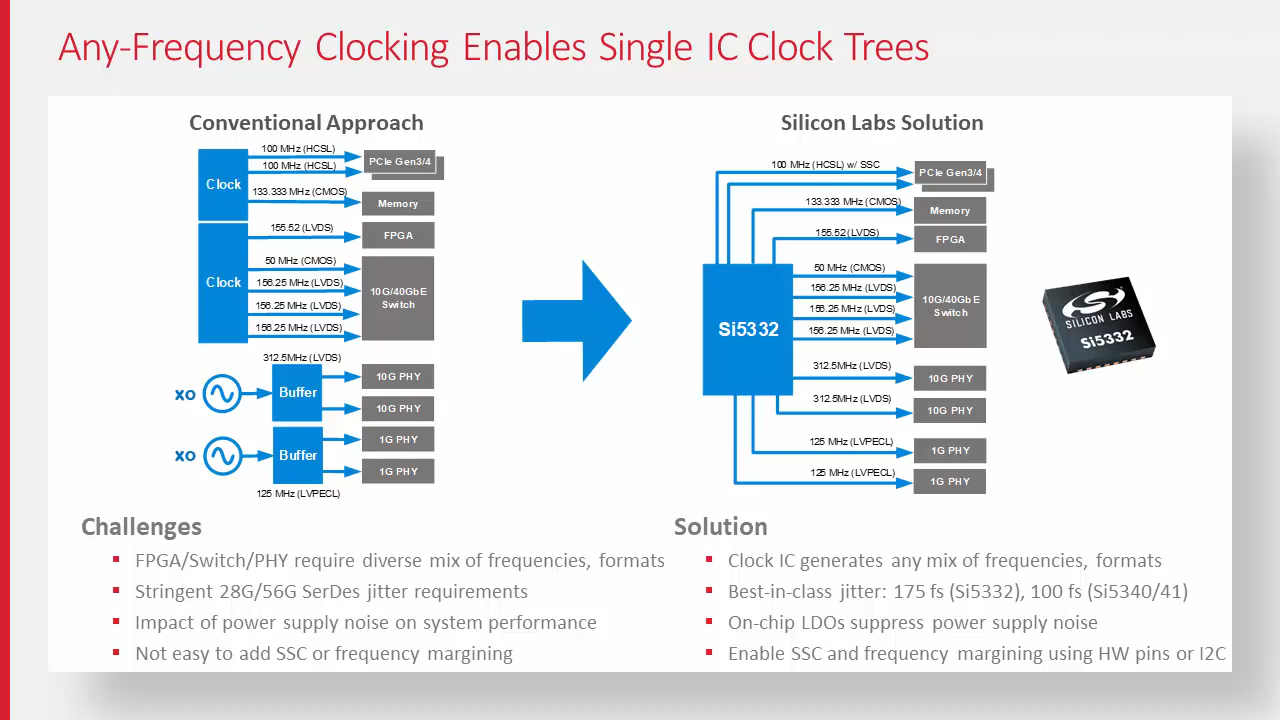 Any-Frequency Clocking Enables Single IC Clock Trees
Conventional Approach
Clock
100 MHz (HCSL)
100 MHz (HCSL)
PCIe Gen3/4
133.333 MHz (CMOS)
Memory
Clock
155.52 (LVDS)
FPGA
50 MHz (CMOS)
156.25 MHz (LVDS)
156.25 MHz (LVDS)
156.25 MHz (LVDS)
10G/40GbE
Switch
312.5MHz (LVDS)
XO
Buffer
10G PHY
10G PHY
XO
Buffer
1G PHY
1G PHY
125 MHz (LVPECL)
Silicon Labs Solution
100 MHz (HCSL) w/ SSC
PCIe Gen3/4
133.333 MHz (CMOS)
Memory
155.52 (LVDS)
FPGA
Si5332
50 MHz (CMOS)
156.25 MHz (LVDS)
156.25 MHz (LVDS)
156.25 MHz (LVDS)
10G/40GbE
Switch
312.5MHz (LVDS)
10G PHY
312.5MHz (LVDS)
10G PHY
125 MHz (LVPECL)
1G PHY
125 MHz (LVPECL)
1G PHY
SILICON LABS
Si5332
Challenges
FPGA/Switch/PHY require diverse mix of frequencies, formats
Stringent 28G/56G SerDes jitter requirements
Impact of power supply noise on system performance
Not easy to add SSC or frequency margining
Solution
Clock IC generates any mix of frequencies, formats
Best-in-class jitter: 175 fs (Si5332), 100 fs (Si5340/41)
On-chip LDOs suppress power supply noise
Enable SSC and frequency margining using HW pins or I2C